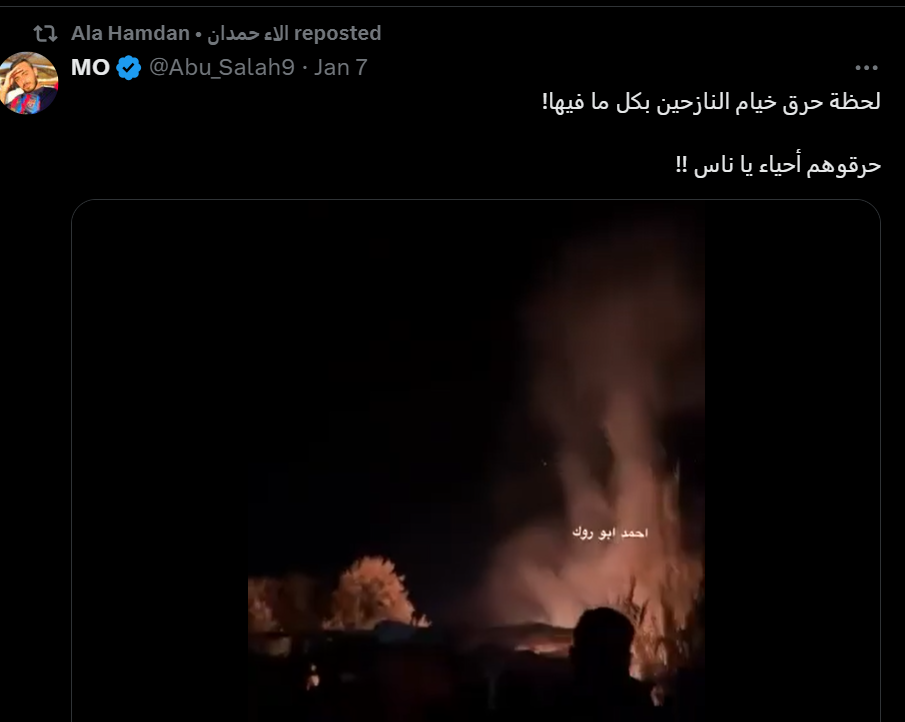 Ala Hamdan • الاء حمدان reposted
MO @Abu_Salah9 · Jan 7
لحظة حرق خيام النازحين بكل ما فيها!
حرقوهم أحياء يا ناس !!
احمد ابو روك